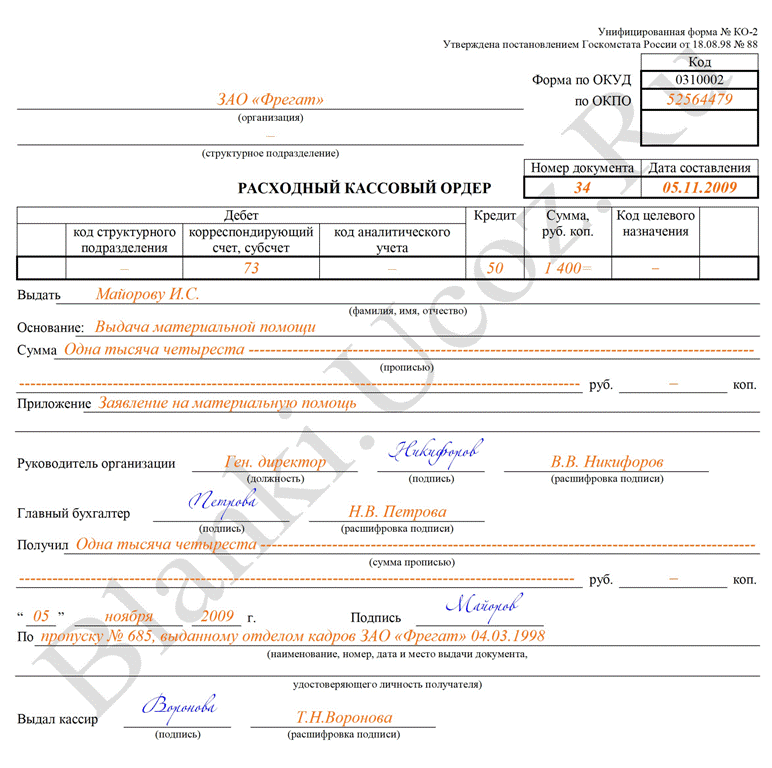 Унифицированная форма № КО-2
Утверждена постановлением Госкомстата России от 18.08.98 № 88
Код
Форма по ОКУД 0310002
ЗАО «Фрегат» по ОКПО 52564479
(организация)
–
(структурное подразделение)
Номер документа Дата составления
РАСХОДНЫЙ КАССОВЫЙ ОРДЕР 34 05.11.2009
Дебет Кредит Сумма, руб. коп. Код целевого назначения
код структурного подразделения корреспондирующий счет, субсчет код аналитического учета
– 73 – 50 1 400= –
Выдать Майорову И.С.
(фамилия, имя, отчество)
Основание: Выдача материальной помощи
Сумма Одна тысяча четыреста ----------
(прописью)
---------- руб. – коп.
Приложение Заявление на материальную помощь
Руководитель организации Ген. директор Никифоров В.В. Никифоров
(должность) (подпись) (расшифровка подписи)
Главный бухгалтер Петрова Н.В. Петрова
(подпись) (расшифровка подписи)
Получил Одна тысяча четыреста ----------
(сумма прописью)
---------- руб. – коп.
“ 05 ” ноября 2009 г. Подпись Майоров
По пропуску № 685, выданному отделом кадров ЗАО «Фрегат» 04.03.1998
(наименование, номер, дата и место выдачи документа,
удостоверяющего личность получателя)
Выдал кассир Воронова Т.Н.Воронова
(подпись) (расшифровка подписи)
Blanki.Ucoz.Ru